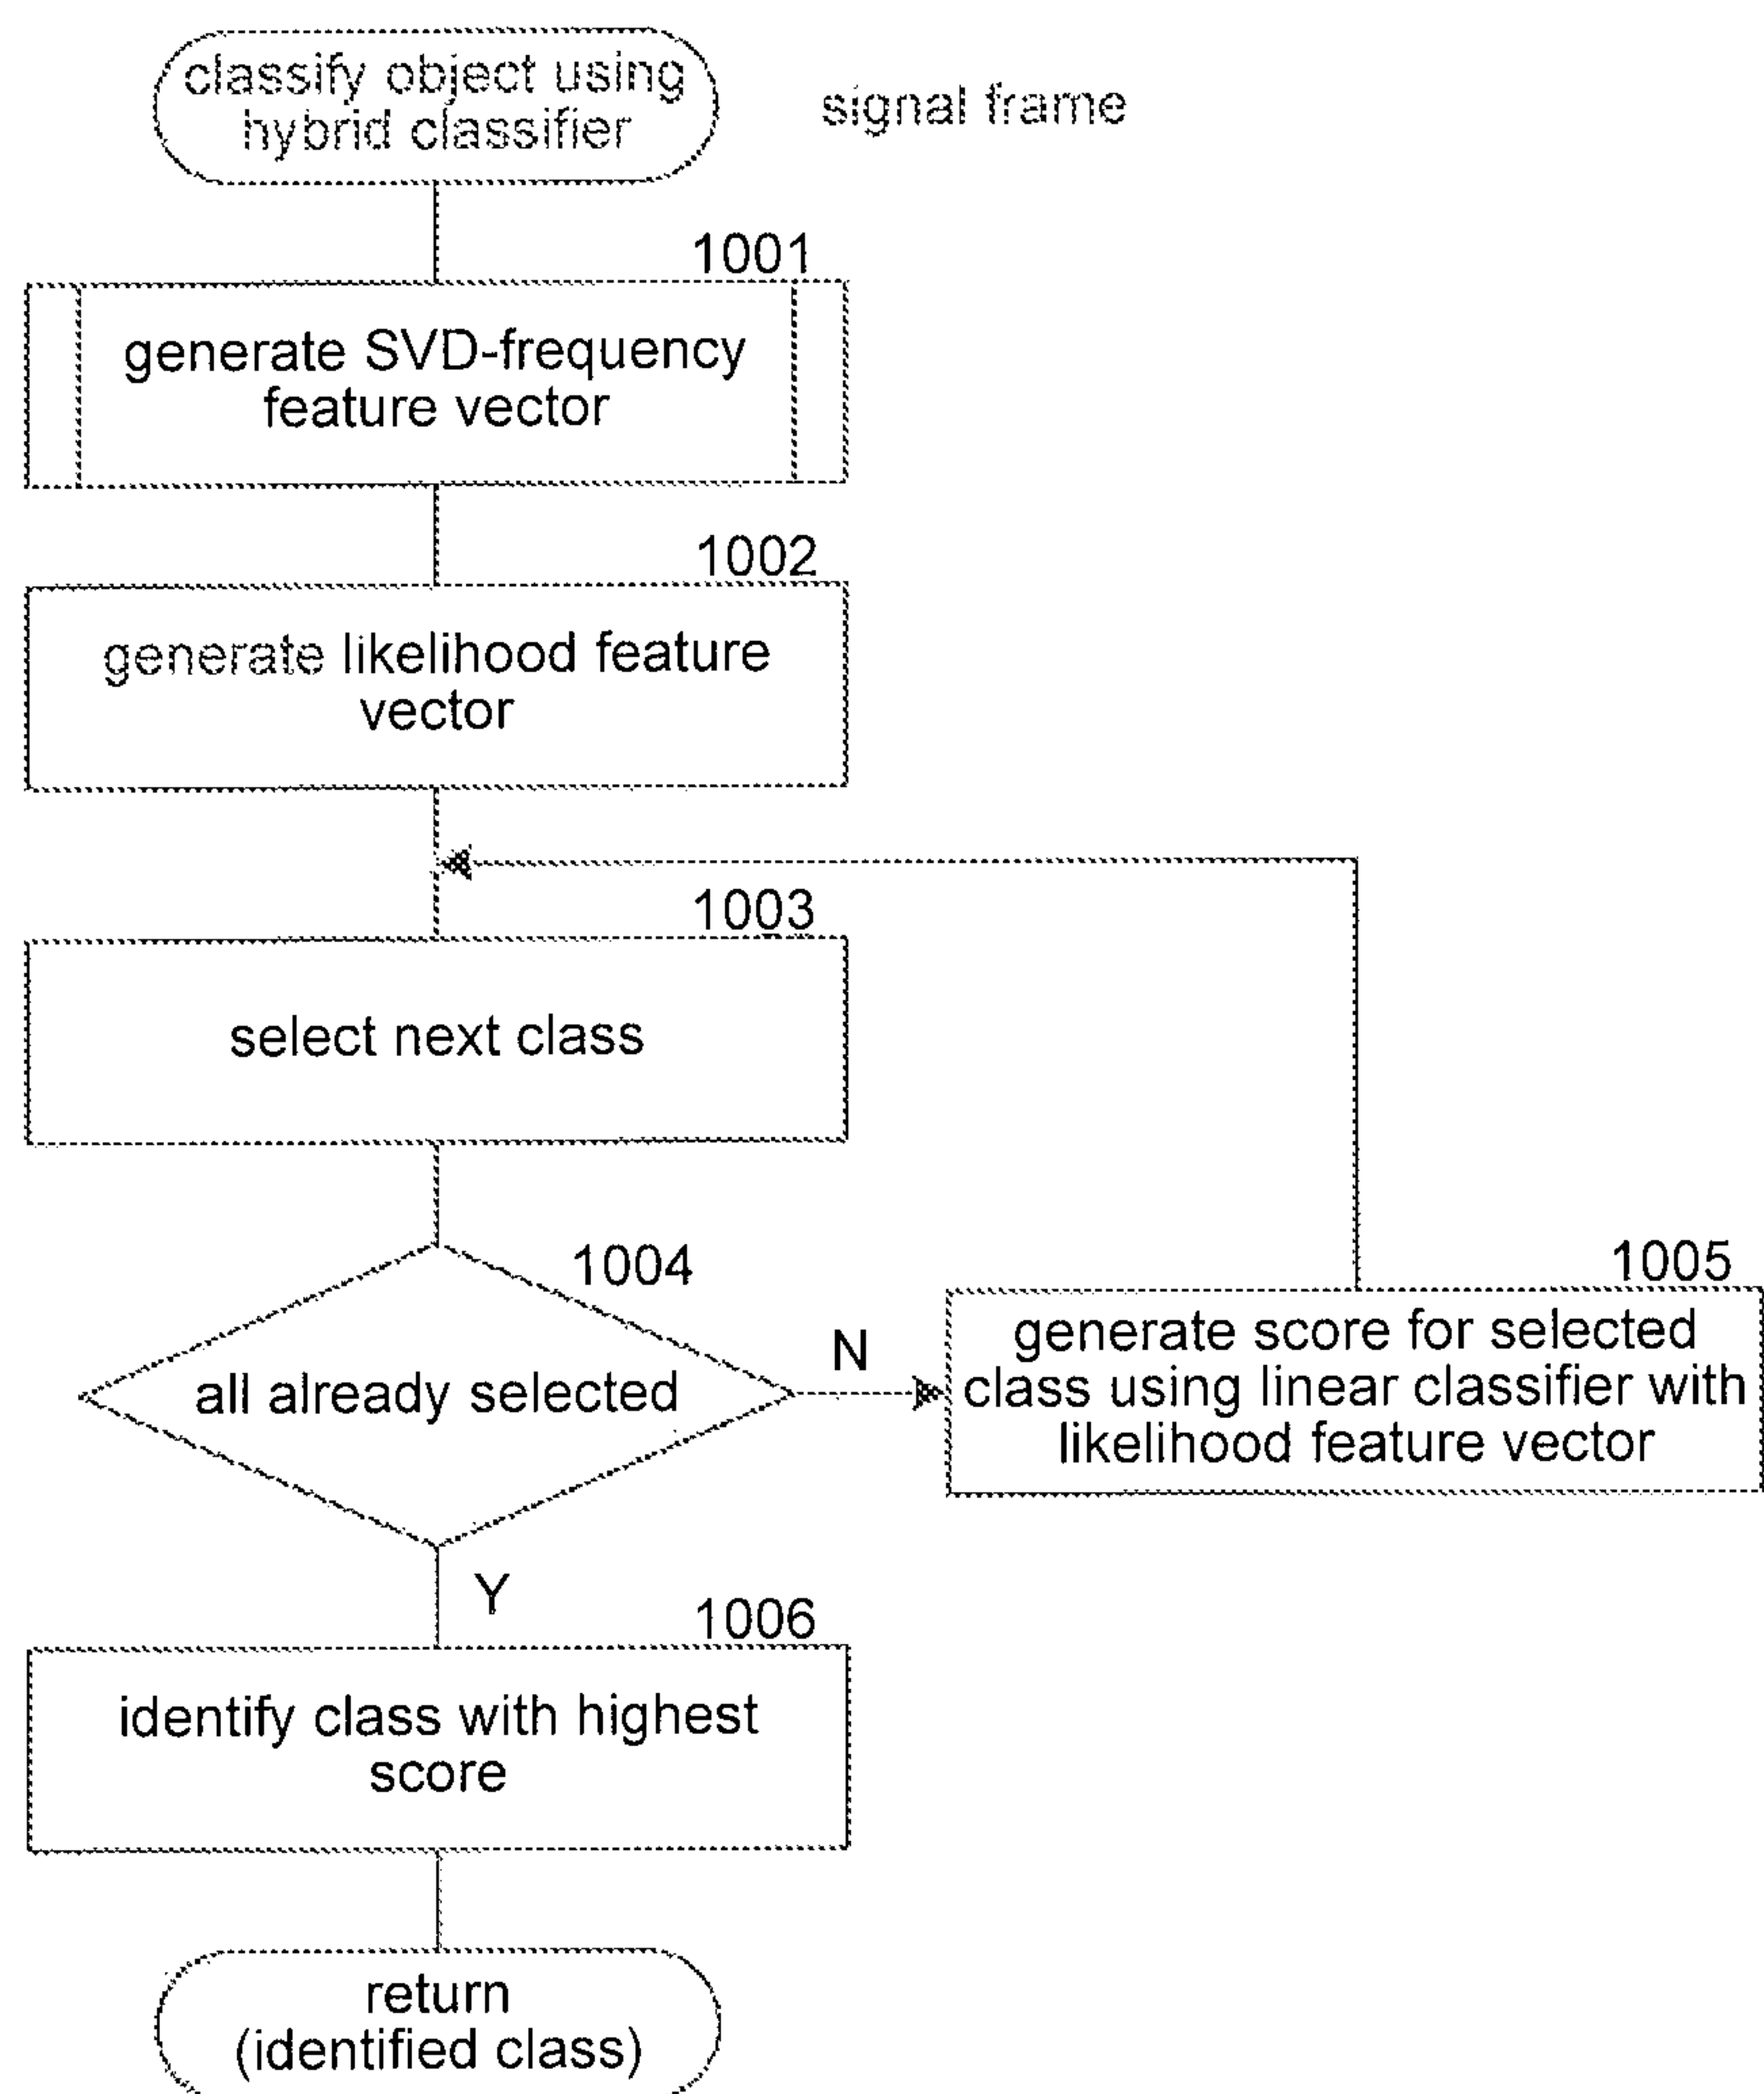 classify object using
hybrid classifier
signal frame
1001
generate SVD-frequency
feature vector
1002
generate likelihood feature
vector
1003
select next class
1004
all already selected
N
1005
generate score for selected
class using linear classifier with
likelihood feature vector
Y
1006
identify class with highest
score
return
(identified class)